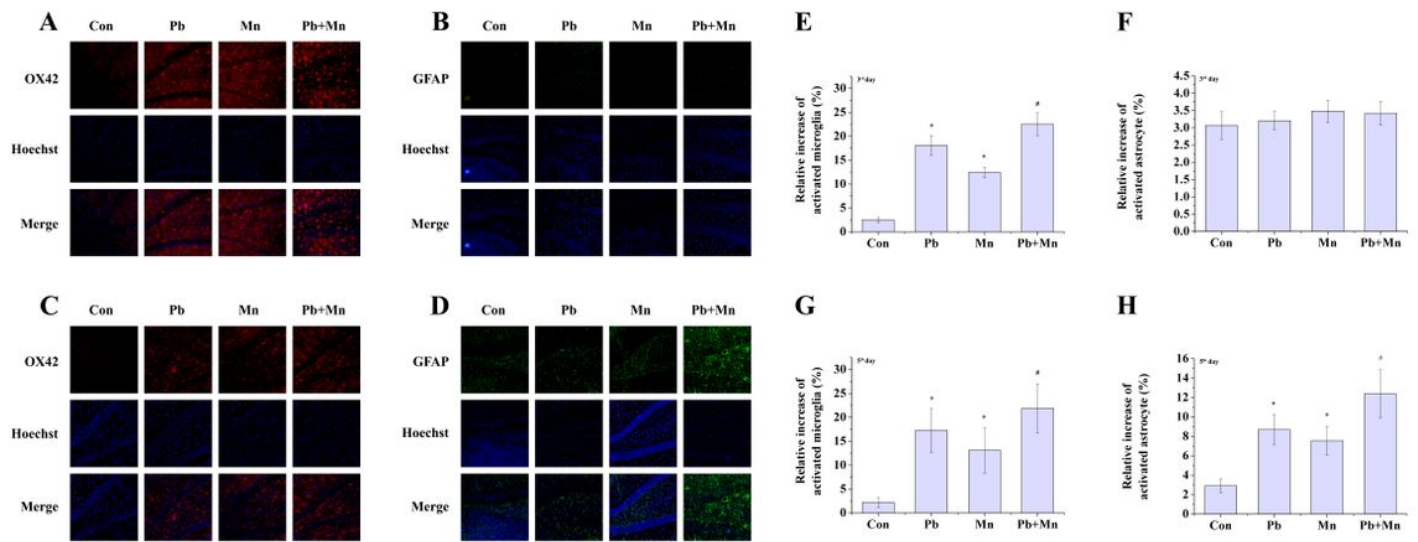 A
Con Pb Mn Pb+Mn
OX42
Hoechst
Merge
B
Con Pb Mn Pb+Mn
GFAP
Hoechst
Merge
C
Con Pb Mn Pb+Mn
OX42
Hoechst
Merge
D
Con Pb Mn Pb+Mn
GFAP
Hoechst
Merge
E
Relative increase of
activated microglia (%)
30
25
20
15
10
5
0
*
*
#
Con Pb Mn Pb+Mn
F
Relative increase of
activated astrocyte (%)
4.5
4.0
3.5
3.0
2.5
2.0
1.5
1.0
0.5
0.0
Con Pb Mn Pb+Mn
G
5th day
Relative increase of
activated microglia (%)
30
25
20
15
10
5
0
*
*
#
Con Pb Mn Pb+Mn
H
5th day
Relative increase of
activated astrocyte (%)
16
14
12
10
8
6
4
2
0
*
*
#
Con Pb Mn Pb+Mn